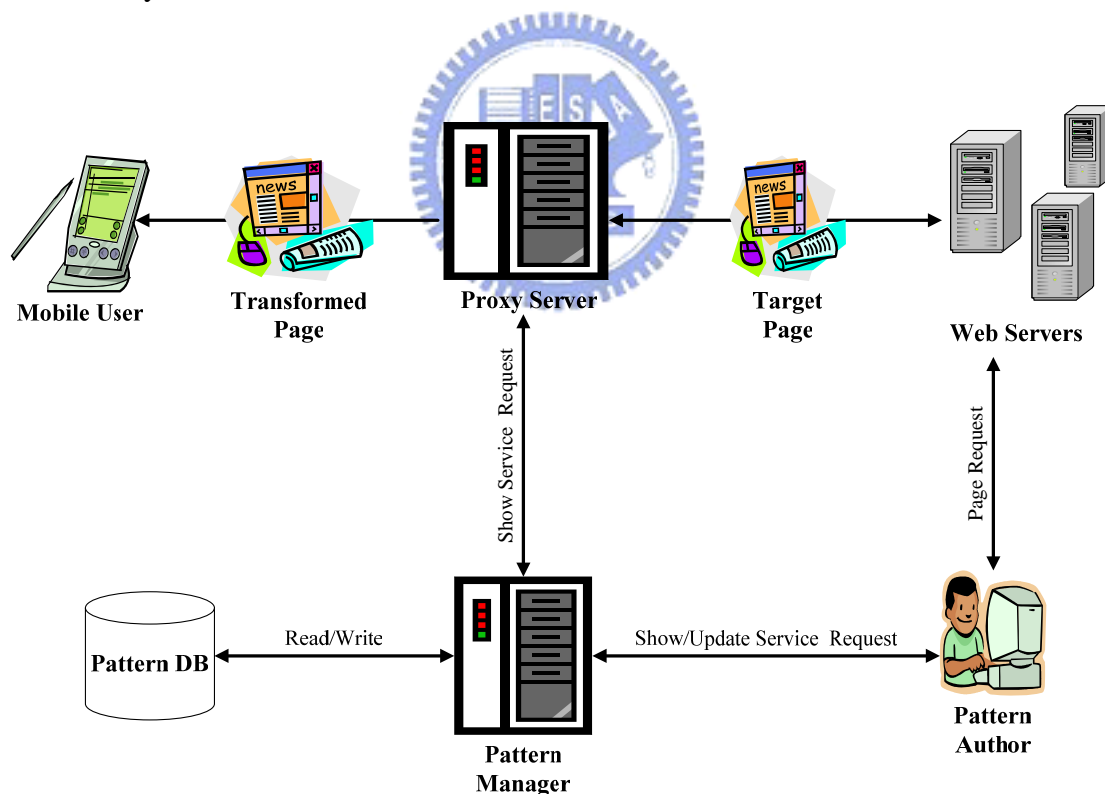 E S A
news
news
Mobile User
Transformed
Page
Proxy Server
Target
Page
Web Servers
Show Service Request
Page Request
Pattern DB
Read/Write
Show/Update Service Request
Pattern
Manager
Pattern
Author